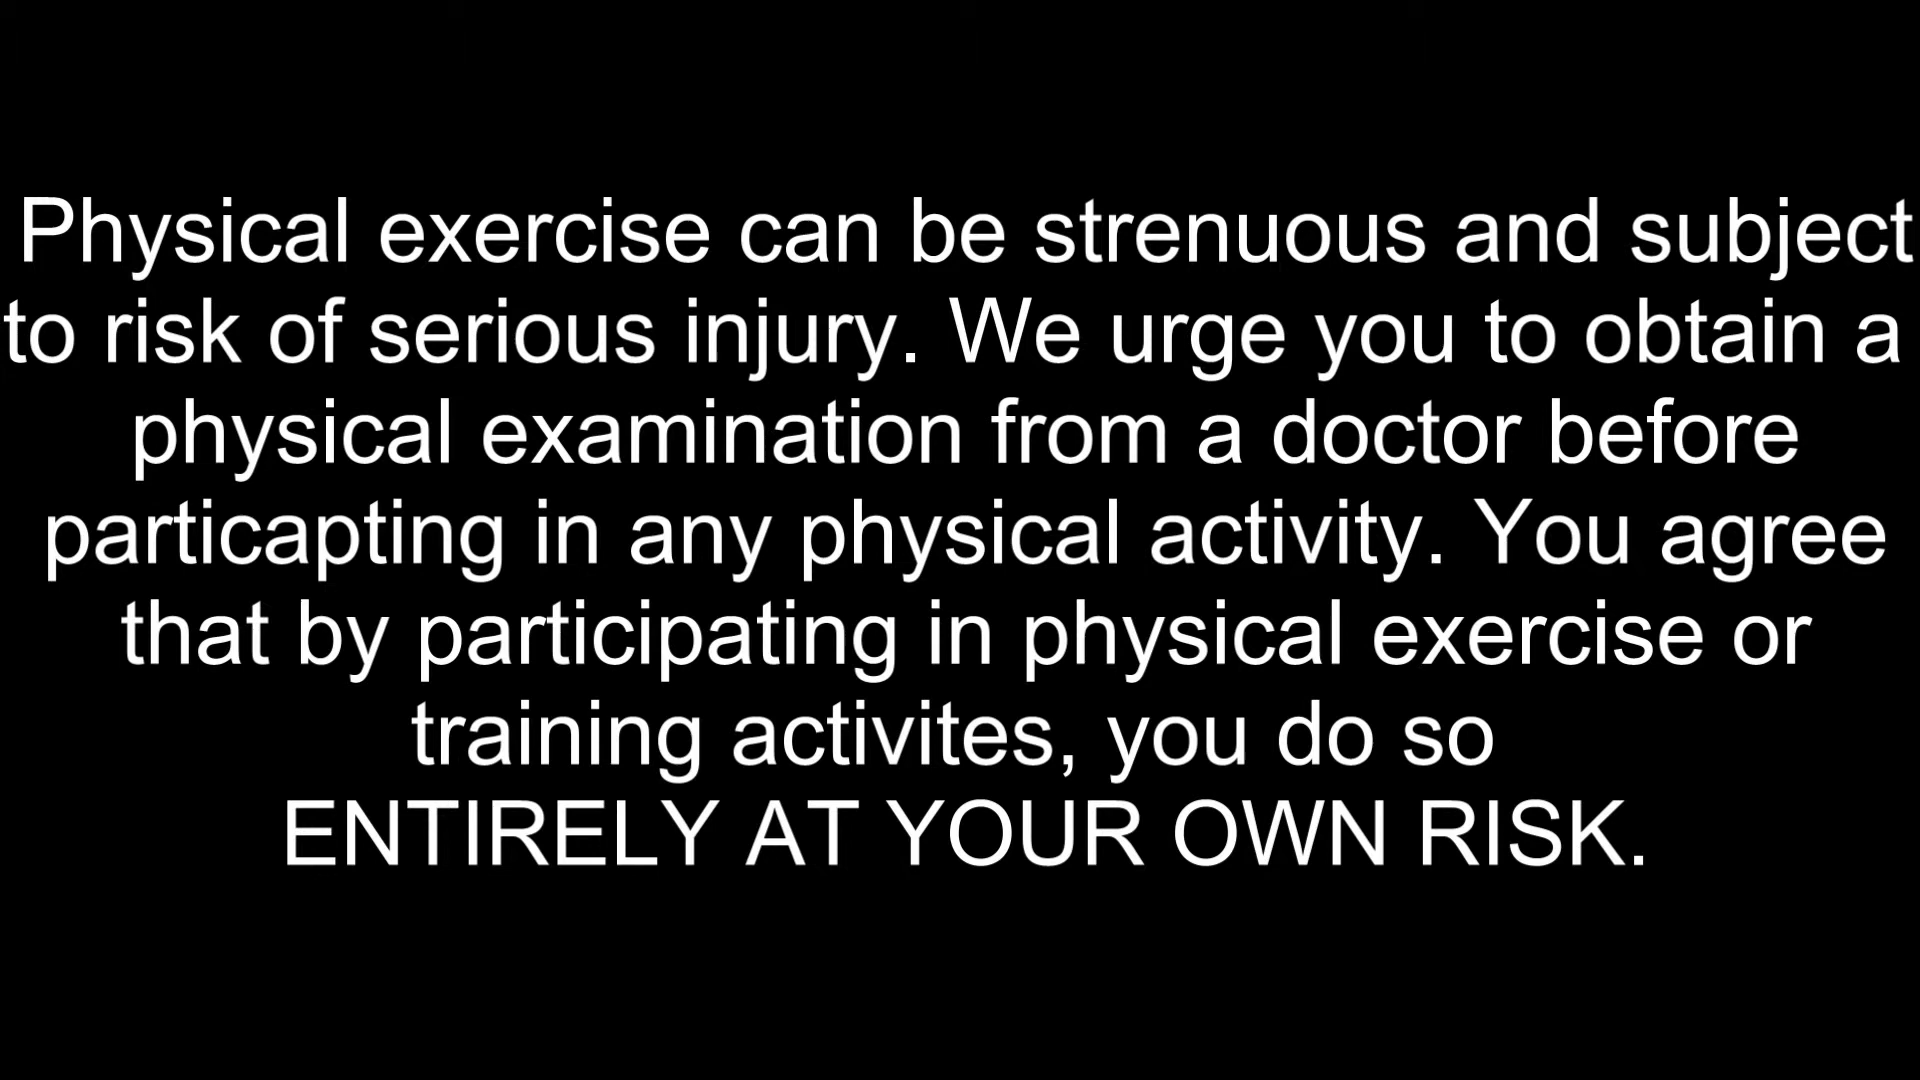 Physical exercise can be strenuous and subject
to risk of serious injury. We urge you to obtain a
physical examination from a doctor before
particapting in any physical activity. You agree
that by participating in physical exercise or
training activites, you do so
ENTIRELY AT YOUR OWN RISK.